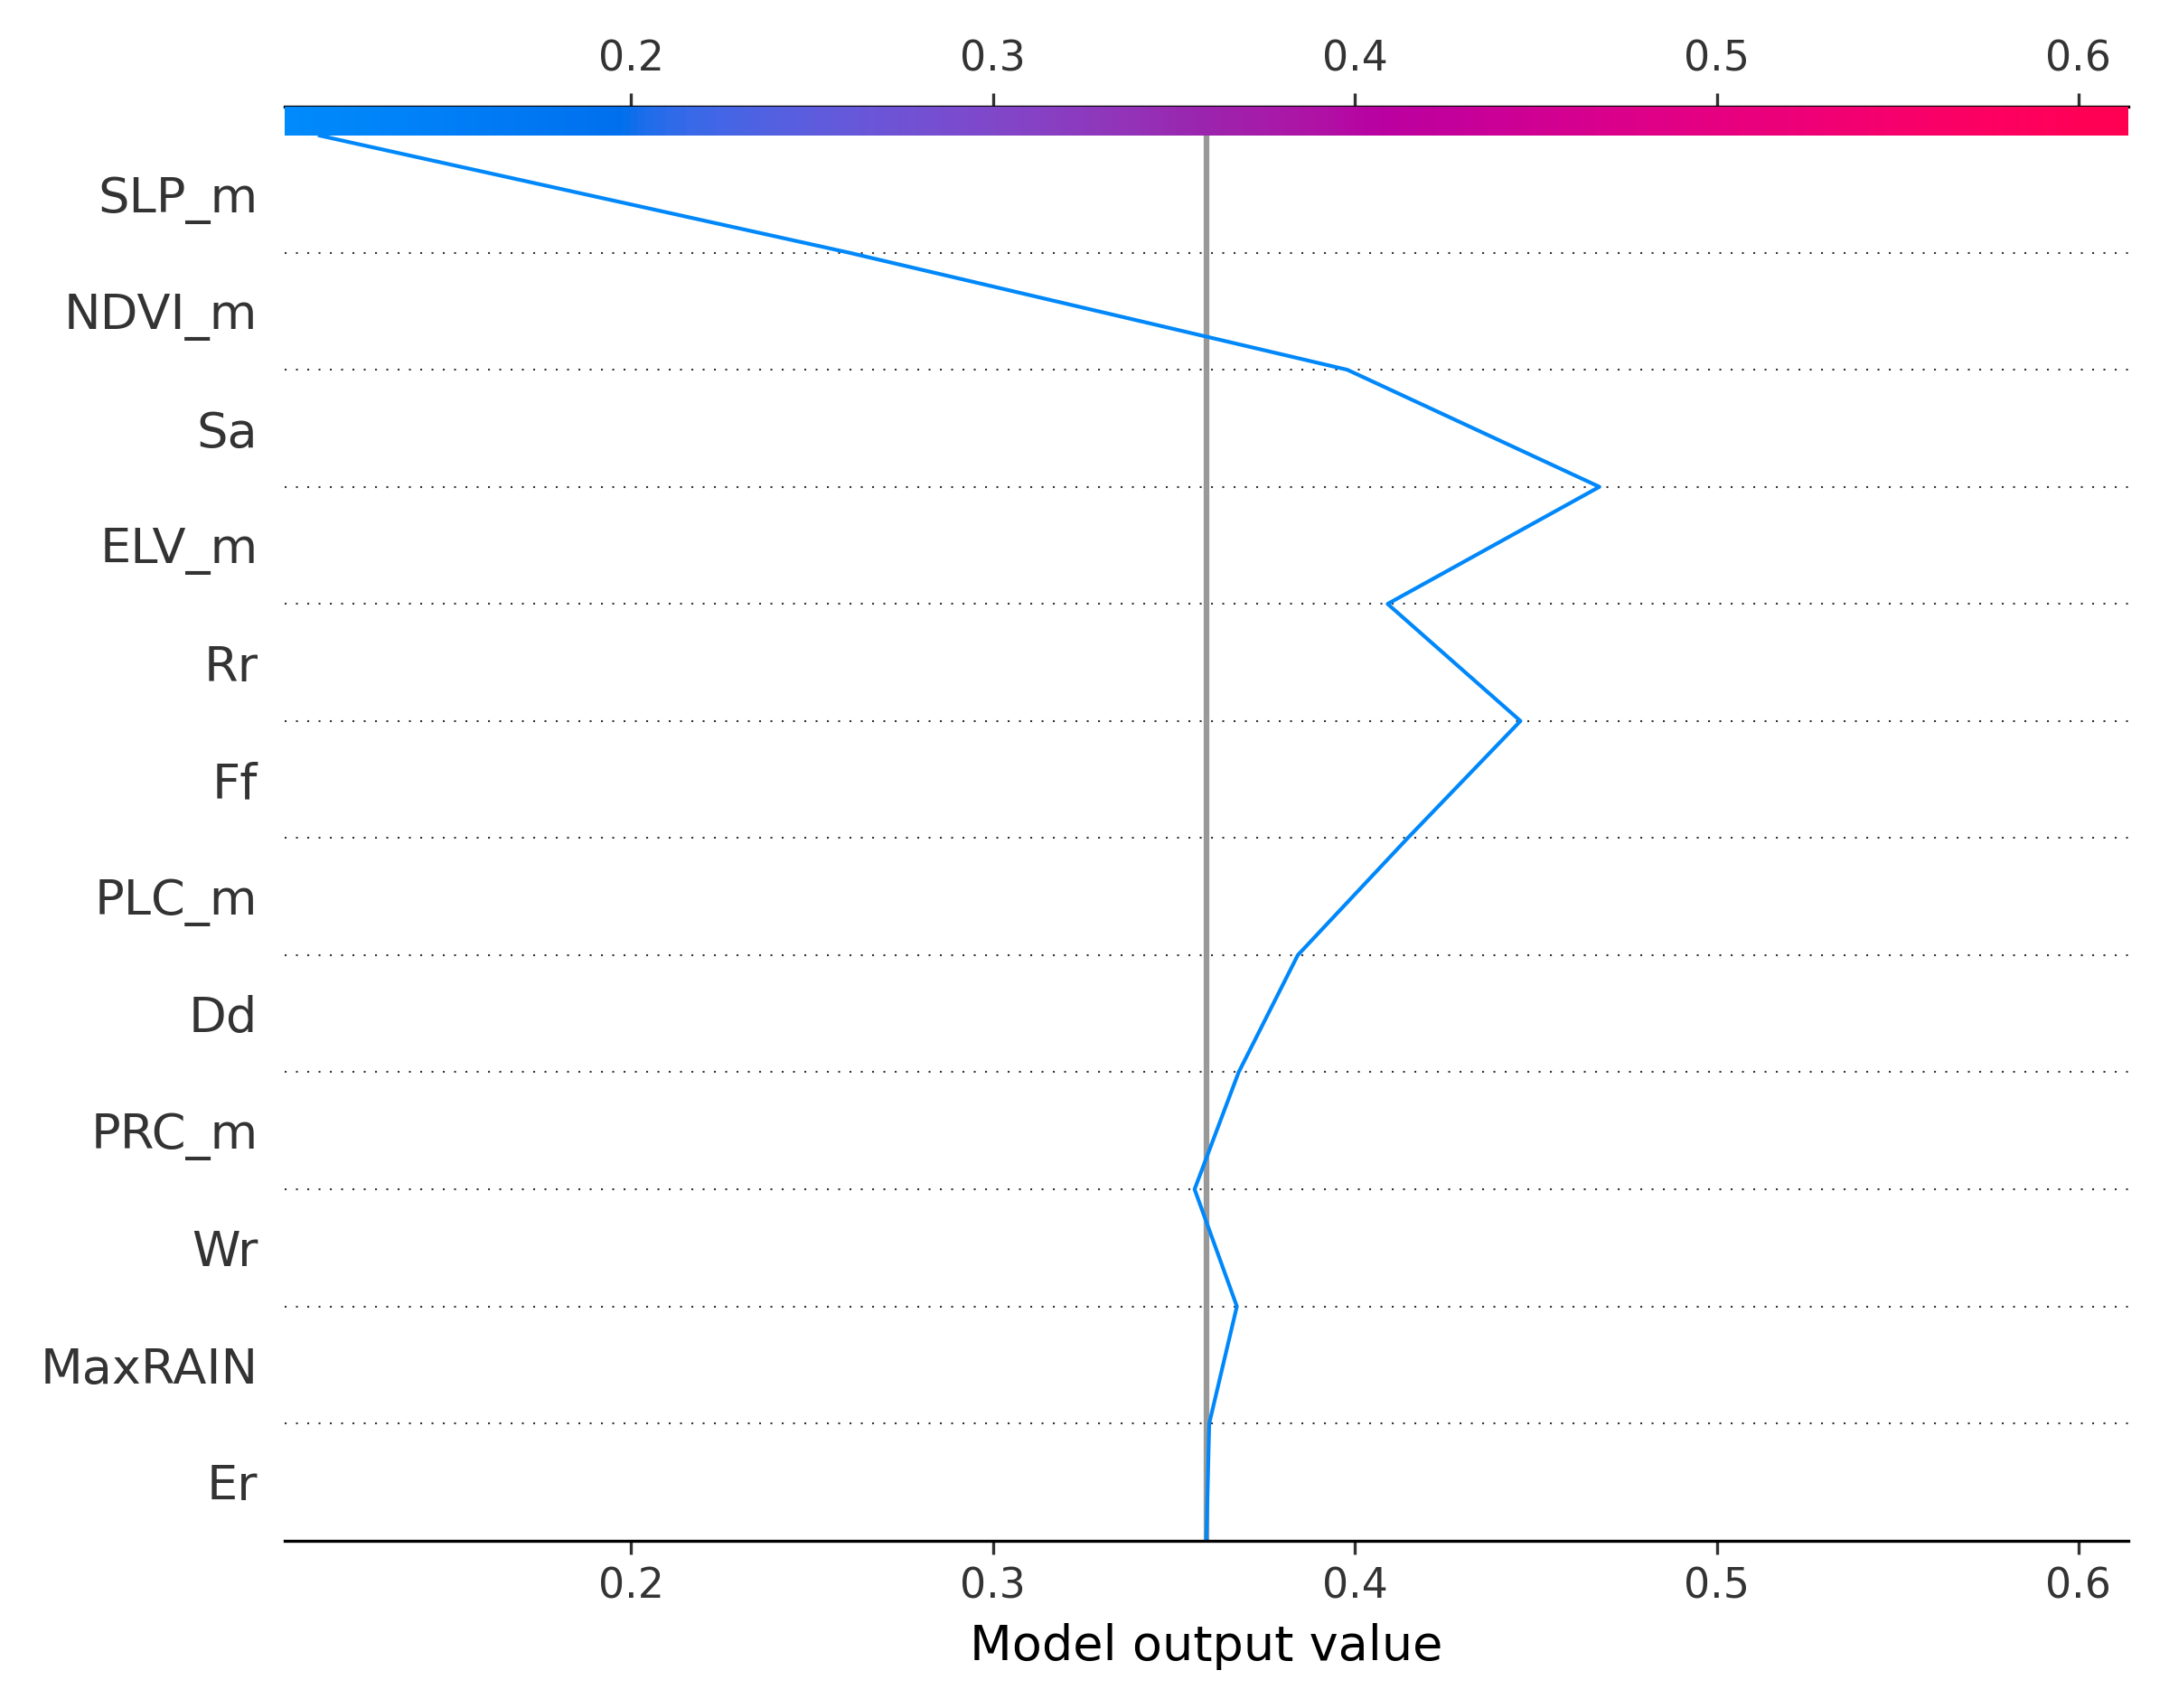 0.2 0.3 0.4 0.5 0.6
SLP_m
NDVI_m
Sa
ELV_m
Rr
Ff
PLC_m
Dd
PRC_m
Wr
MaxRAIN
Er
0.2 0.3 0.4 0.5 0.6
Model output value